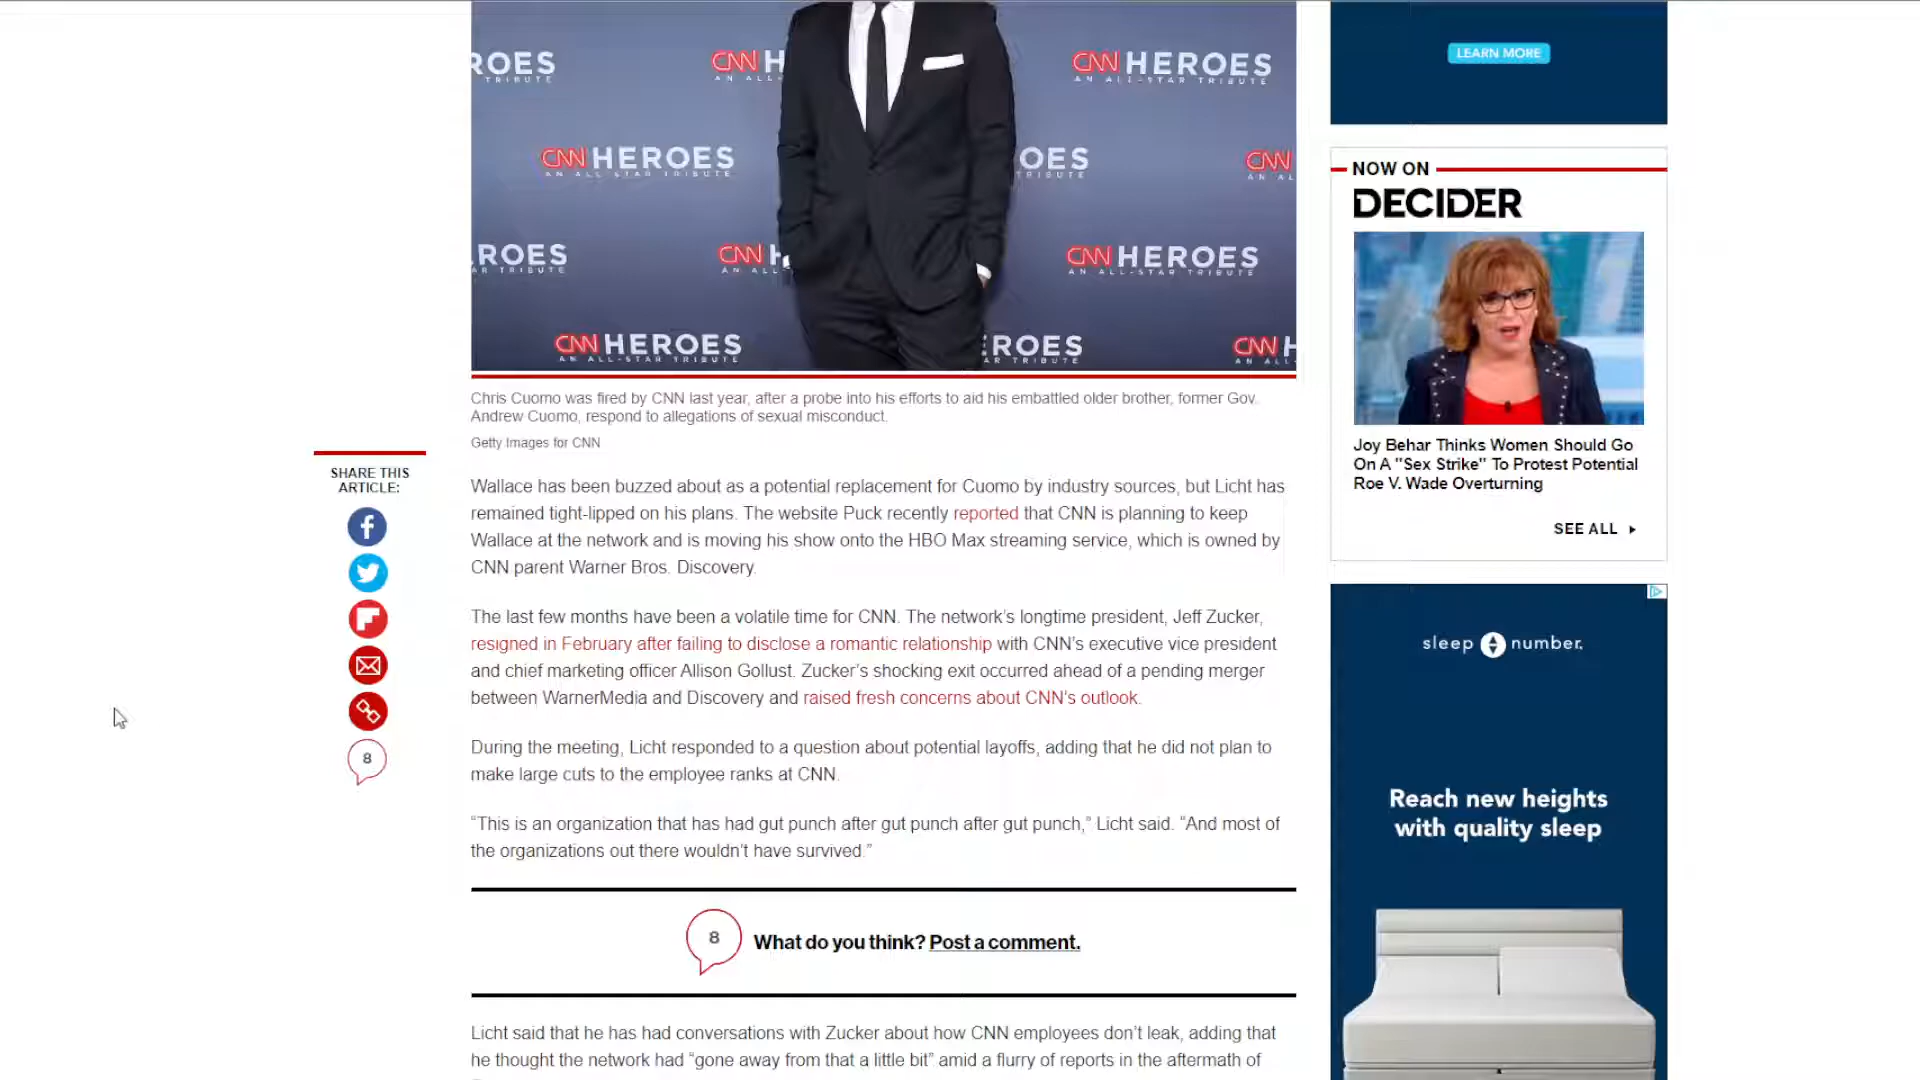 ROES
TRIBUTE
CNN H
AN ALL-
CNN HEROES
AN ALL-STAR TRIBUTE
CNN HEROES
AN ALL STAR TRIBUTE
OES
TRIBUTE
CNN
AN AL
ROES
AR TRIBUTE
CNN H
AN ALL
CNN HEROES
AN ALL-STAR TRIBUTE
CNN HEROES
AN ALL-STAR TRIBUTE
ROES
AR TRIBUTE
CNN H
AN ALL
Chris Cuomo was fired by CNN last year, after a probe into his efforts to aid his embattled older brother, former Gov.
Andrew Cuomo, respond to allegations of sexual misconduct.
Getty Images for CNN
SHARE THIS
ARTICLE:
8
Wallace has been buzzed about as a potential replacement for Cuomo by industry sources, but Licht has
remained tight-lipped on his plans. The website Puck recently reported that CNN is planning to keep
Wallace at the network and is moving his show onto the HBO Max streaming service, which is owned by
CNN parent Warner Bros. Discovery.
The last few months have been a volatile time for CNN. The network’s longtime president, Jeff Zucker,
resigned in February after failing to disclose a romantic relationship with CNN’s executive vice president
and chief marketing officer Allison Gollust. Zucker’s shocking exit occurred ahead of a pending merger
between WarnerMedia and Discovery and raised fresh concerns about CNN’s outlook.
During the meeting, Licht responded to a question about potential layoffs, adding that he did not plan to
make large cuts to the employee ranks at CNN.
“This is an organization that has had gut punch after gut punch after gut punch,” Licht said. “And most of
the organizations out there wouldn’t have survived.”
8
What do you think? Post a comment.
Licht said that he has had conversations with Zucker about how CNN employees don’t leak, adding that
he thought the network had “gone away from that a little bit” amid a flurry of reports in the aftermath of
LEARN MORE
NOW ON
DECIDER
Joy Behar Thinks Women Should Go
On A "Sex Strike" To Protest Potential
Roe V. Wade Overturning
SEE ALL
sleep number.
Reach new heights
with quality sleep